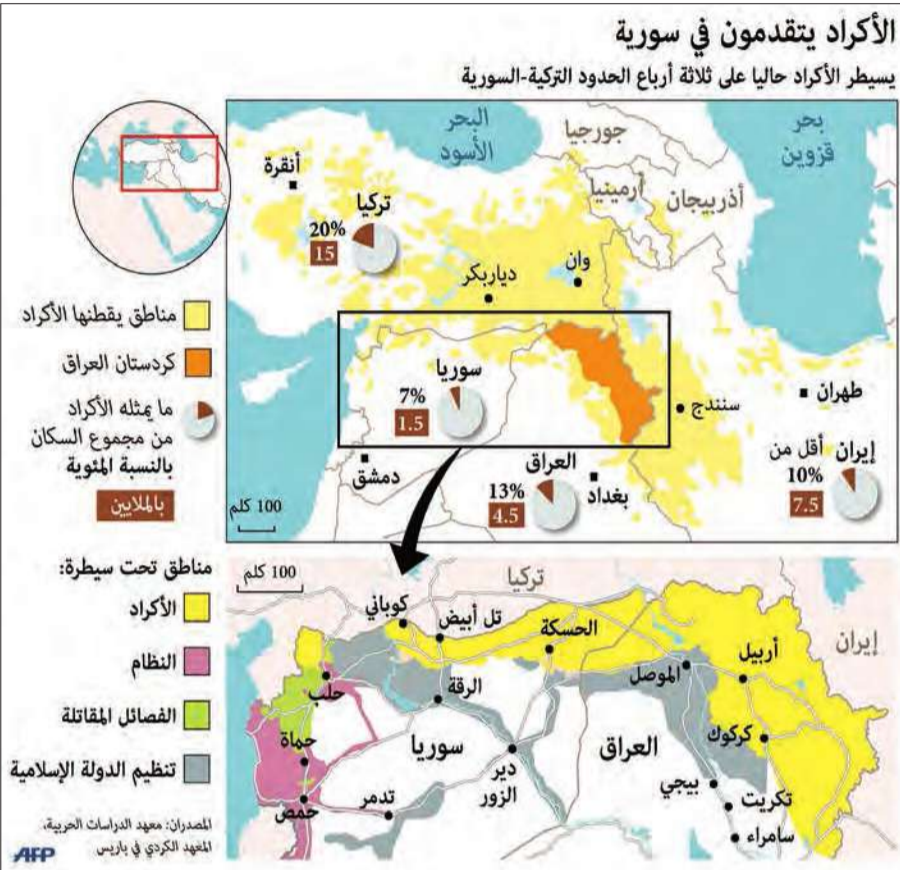 الأكراد يتقدمون في سورية
يسيطر الأكراد حاليا على ثلاثة أرباع الحدود التركية-السورية
البحر
الأسود
جورجيا
بحر
قزوين
أرمينيا
أذربيجان
أنقرة
تركيا
20%
15
دياربكر
وان
سوريا
7%
1.5
سنندج
طهران
دمشق
العراق
13%
4.5
بغداد
إيران
أقل من
10%
7.5
100 كلم
مناطق يقطنها الأكراد
كردستان العراق
ما يمثله الأكراد
من مجموع السكان
بالنسبة المئوية
بالملايين
مناطق تحت سيطرة:
الأكراد
النظام
الفصائل المقاتلة
تنظيم الدولة الإسلامية
100 كلم
تركيا
كوباني
تل أبيض
الحسكة
الموصل
أربيل
إيران
حلب
الرقة
حماة
سوريا
العراق
كركوك
دير
الزور
بيجي
تكريت
حمص
تدمر
سامراء
المصدران: معهد الدراسات الحربية،
المعهد الكردي في باريس
AFP